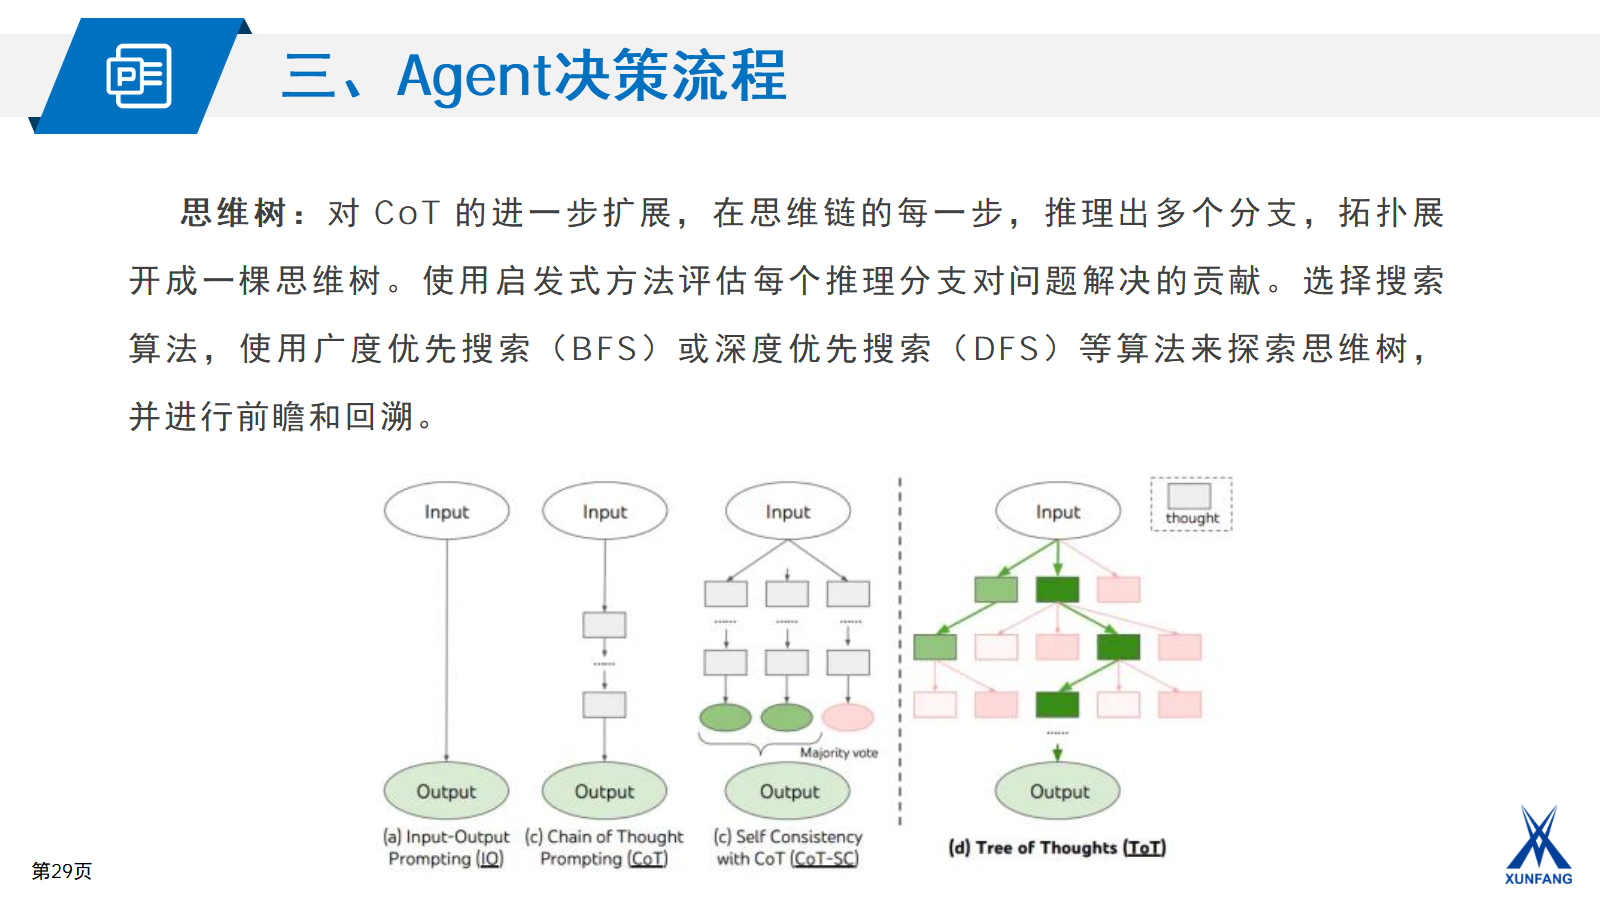 三、Agent决策流程
思维树：对 CoT 的进一步扩展，在思维链的每一步，推理出多个分支，拓扑展
开成一棵思维树。使用启发式方法评估每个推理分支对问题解决的贡献。选择搜索
算法，使用广度优先搜索（BFS）或深度优先搜索（DFS）等算法来探索思维树，
并进行前瞻和回溯。
Input
Output
(a) Input-Output
Prompting (IO)
Input
......
Output
(c) Chain of Thought
Prompting (CoT)
Input
...... ...... ......
Majority vote
Output
(c) Self Consistency
with CoT (CoT-SC)
Input
thought
......
Output
(d) Tree of Thoughts (ToT)
第29页
XUNFANG